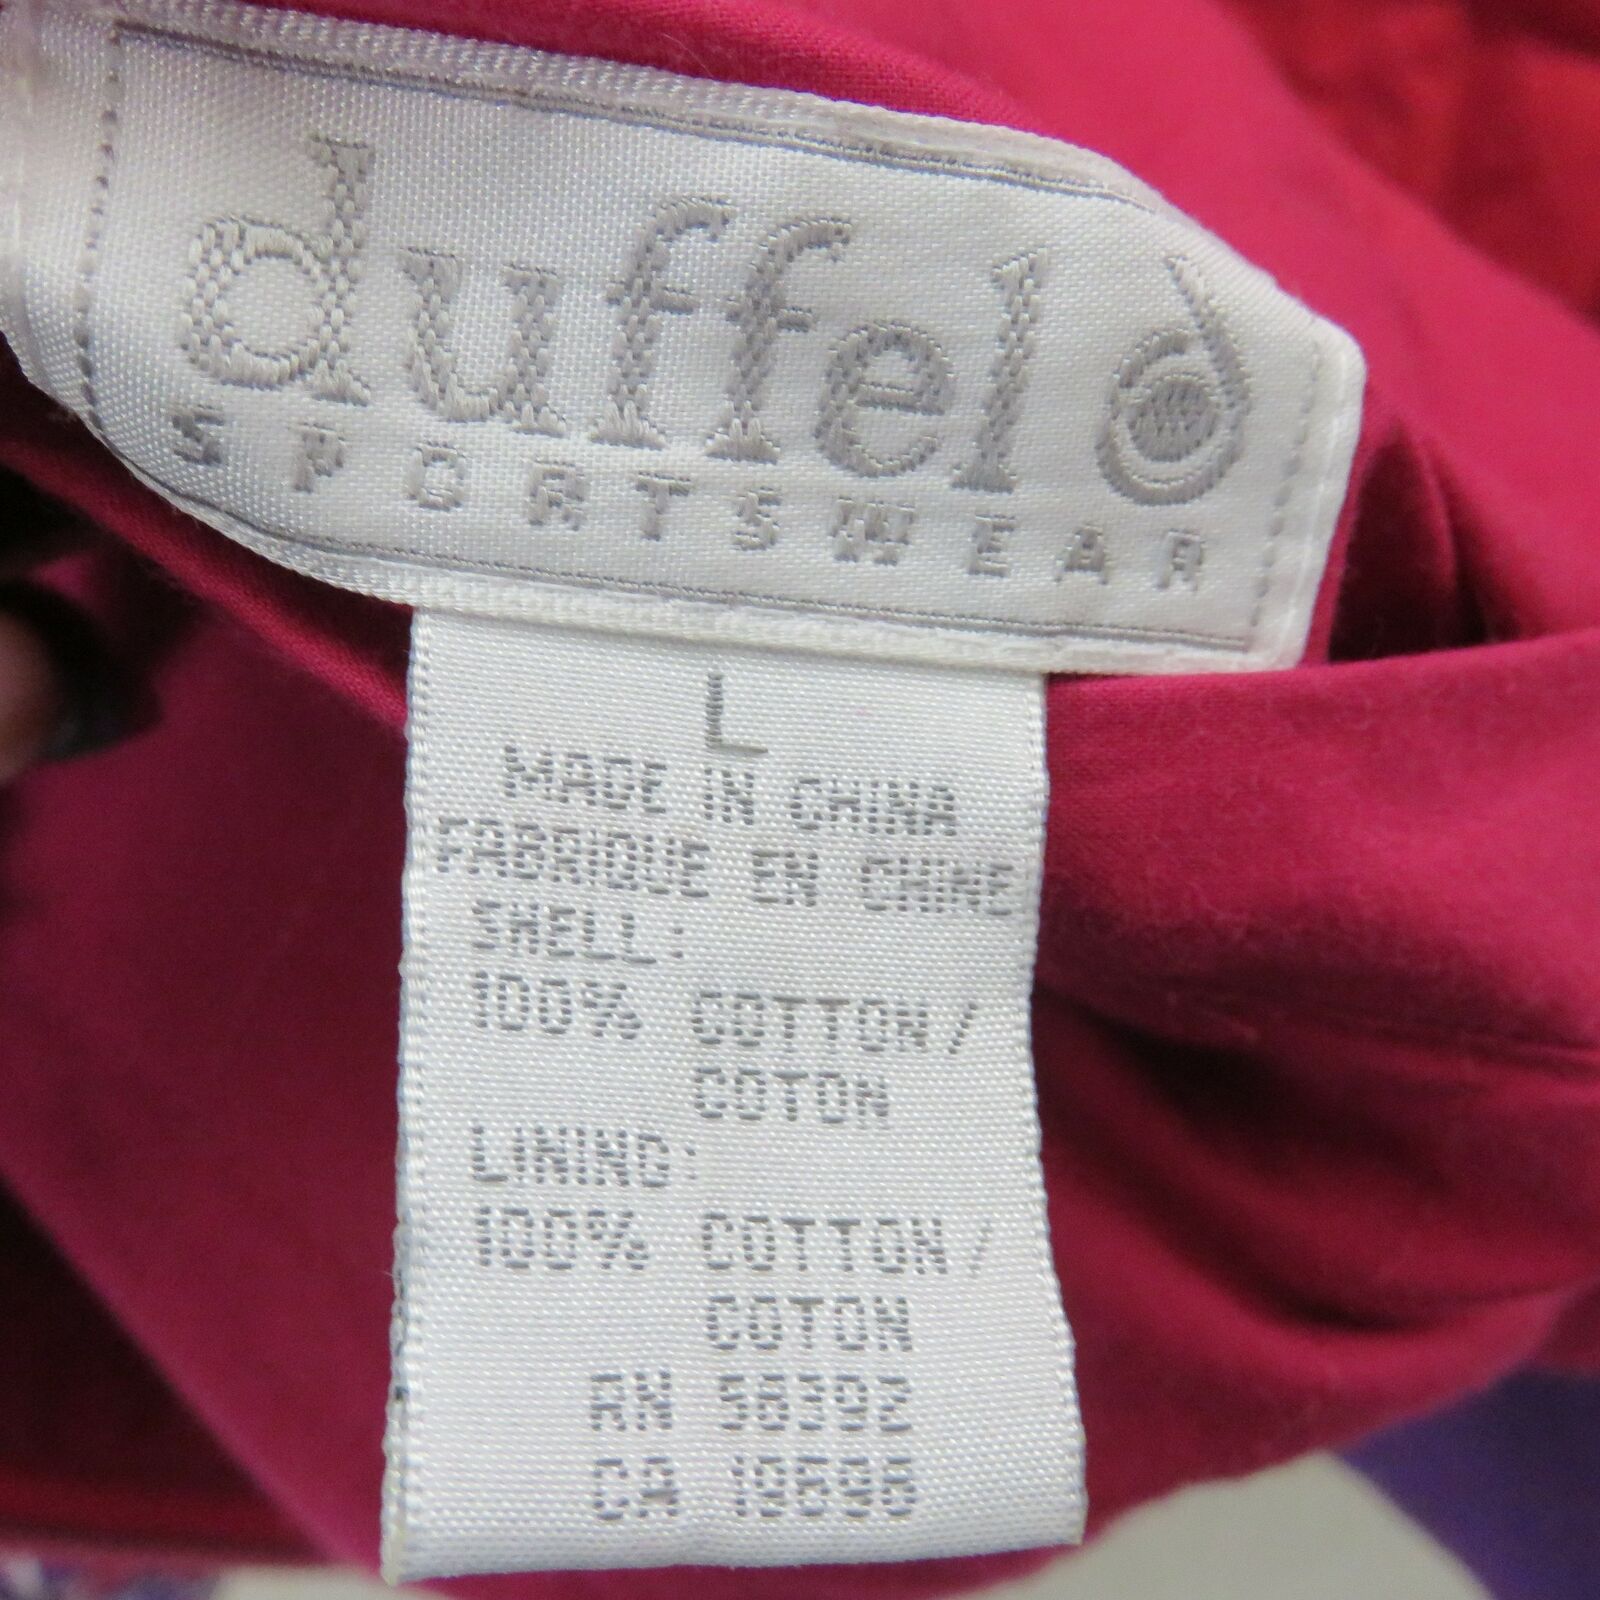 duffel
SPORTSWEAR
L
MADE IN CHINA
FABRIQUE EN CHINE
SHELL:
100% COTTON/
COTON
LINING:
100% COTTON/
COTON
RN 58392
CA 19696